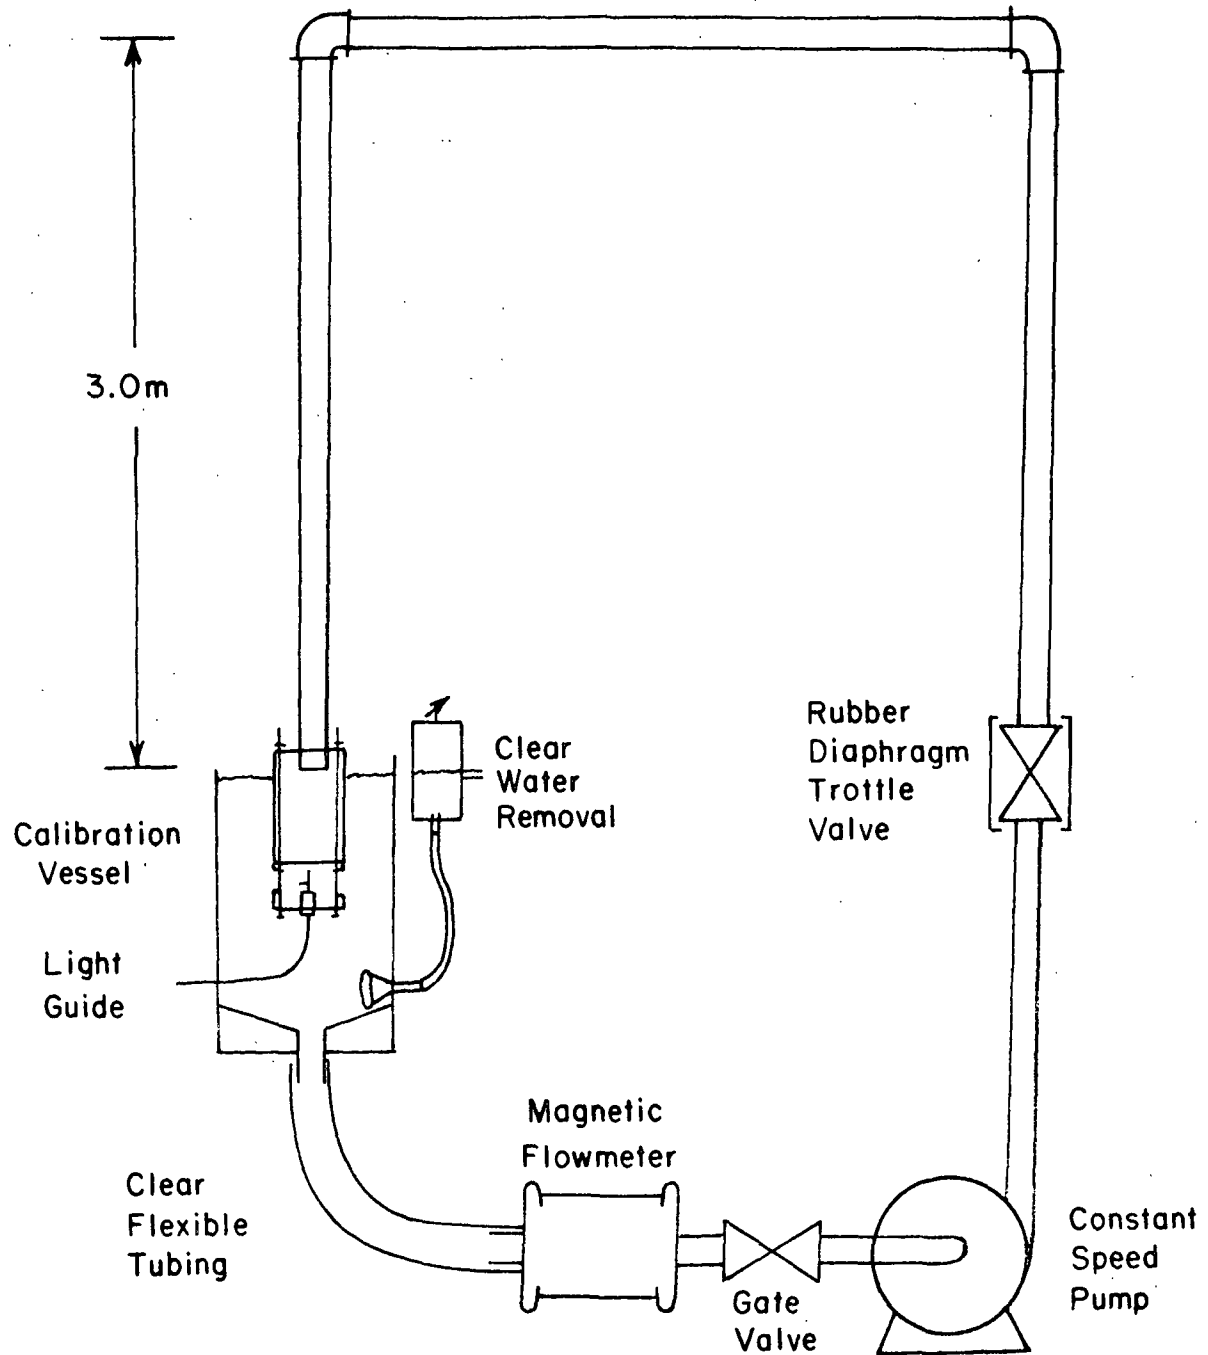 3.0m
Rubber
Diaphragm
Trottle
Valve
Clear
Water
Removal
Calibration
Vessel
Light
Guide
Magnetic
Flowmeter
Clear
Flexible
Tubing
Constant
Speed
Pump
Gate
Valve